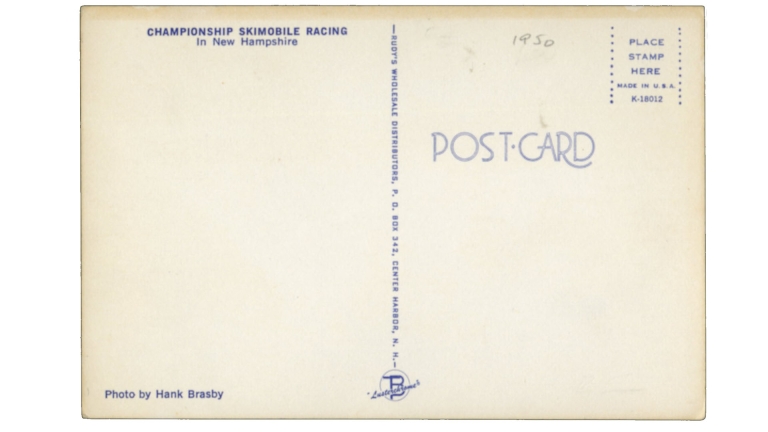 CHAMPIONSHIP SKIMOBILE RACING
In New Hampshire
Photo by Hank Brasby
—RUDY'S WHOLESALE DISTRIBUTORS, P. O. BOX 342, CENTER HARBOR, N. H.—
"Lusterchrome"
1950
PLACE
STAMP
HERE
MADE IN U.S.A.
K-18012
POST·CARD